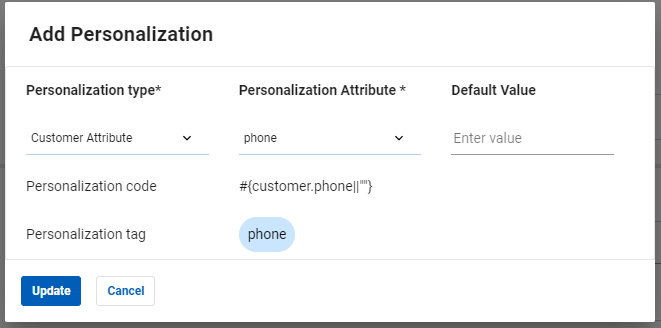 Add Personalization
Personalization type* Personalization Attribute * Default Value
Customer Attribute phone Enter value
Personalization code #{customer.phone||""}
Personalization tag phone
Update Cancel